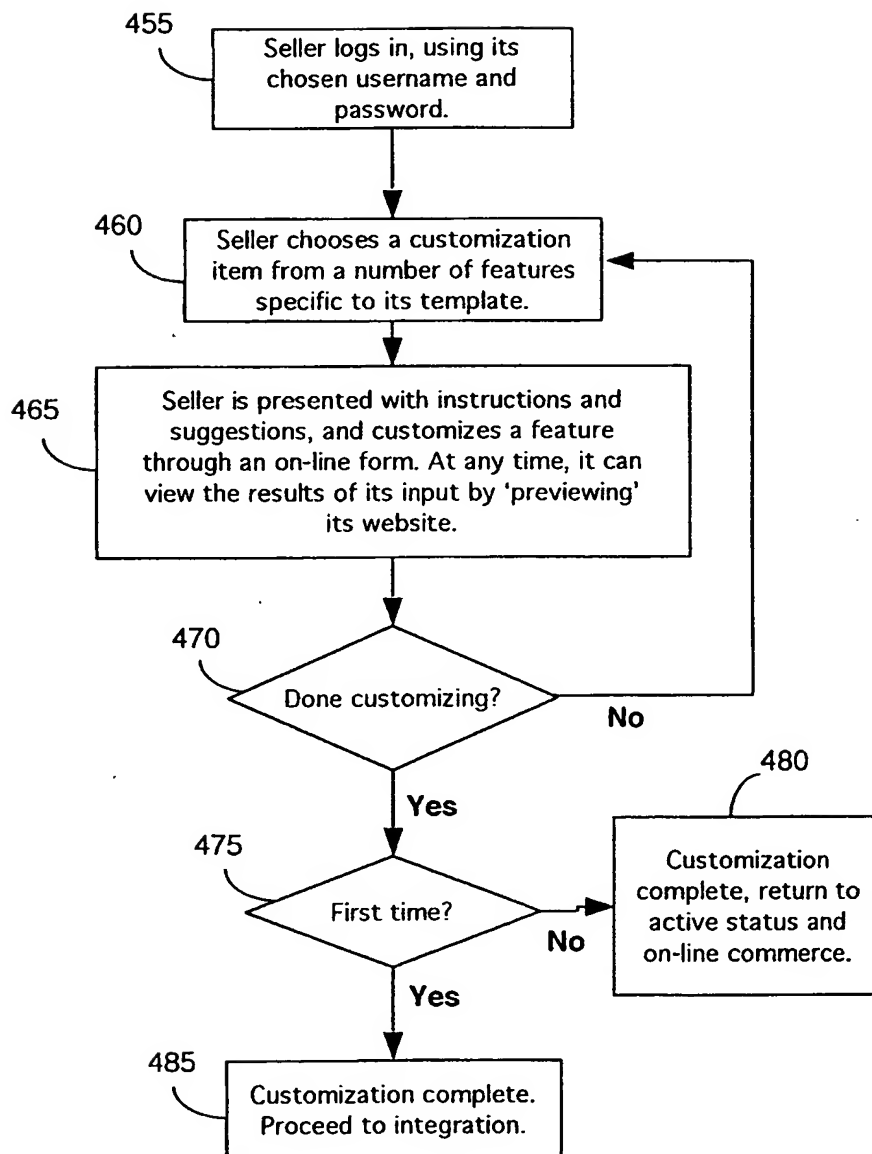 455
Seller logs in, using its
chosen username and
password.
460
Seller chooses a customization
item from a number of features
specific to its template.
465
Seller is presented with instructions and
suggestions, and customizes a feature
through an on-line form. At any time, it can
view the results of its input by ‘previewing’
its website.
470
Done customizing?
No
Yes
475
First time?
No
480
Customization
complete, return to
active status and
on-line commerce.
Yes
485
Customization complete.
Proceed to integration.